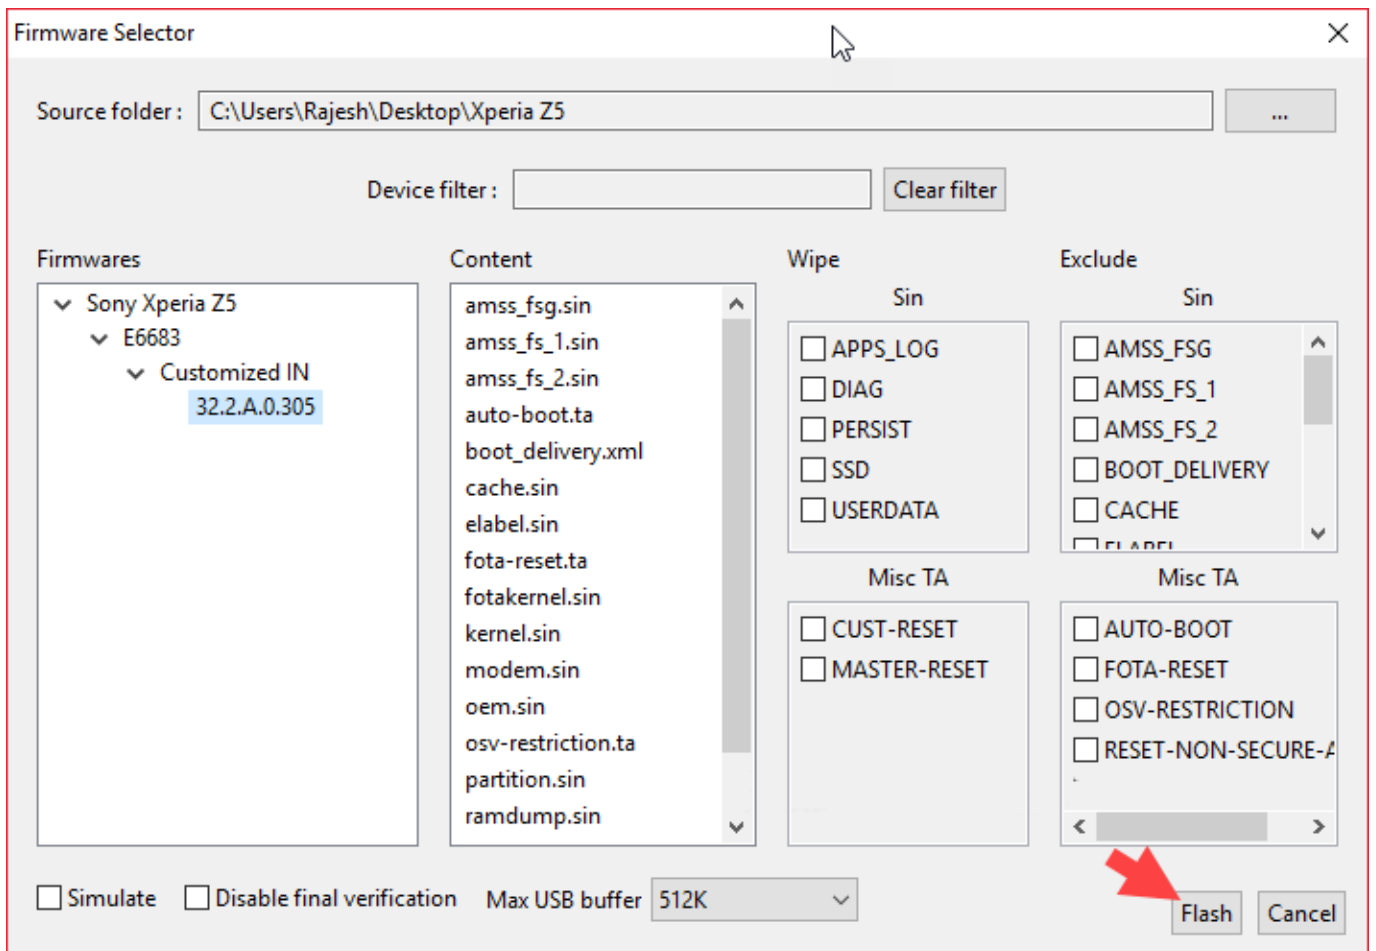 Firmware Selector
Source folder : C:\Users\Rajesh\Desktop\Xperia Z5 ...
Device filter : Clear filter
Firmwares
Sony Xperia Z5
E6683
Customized IN
32.2.A.0.305
Content
amss_fsg.sin
amss_fs_1.sin
amss_fs_2.sin
auto-boot.ta
boot_delivery.xml
cache.sin
elabel.sin
fota-reset.ta
fotakernel.sin
kernel.sin
modem.sin
oem.sin
osv-restriction.ta
partition.sin
ramdump.sin
Wipe
Sin
APPS_LOG
DIAG
PERSIST
SSD
USERDATA
Misc TA
CUST-RESET
MASTER-RESET
Exclude
Sin
AMSS_FSG
AMSS_FS_1
AMSS_FS_2
BOOT_DELIVERY
CACHE
ELABEL
Misc TA
AUTO-BOOT
FOTA-RESET
OSV-RESTRICTION
RESET-NON-SECURE-A
Simulate Disable final verification Max USB buffer 512K Flash Cancel